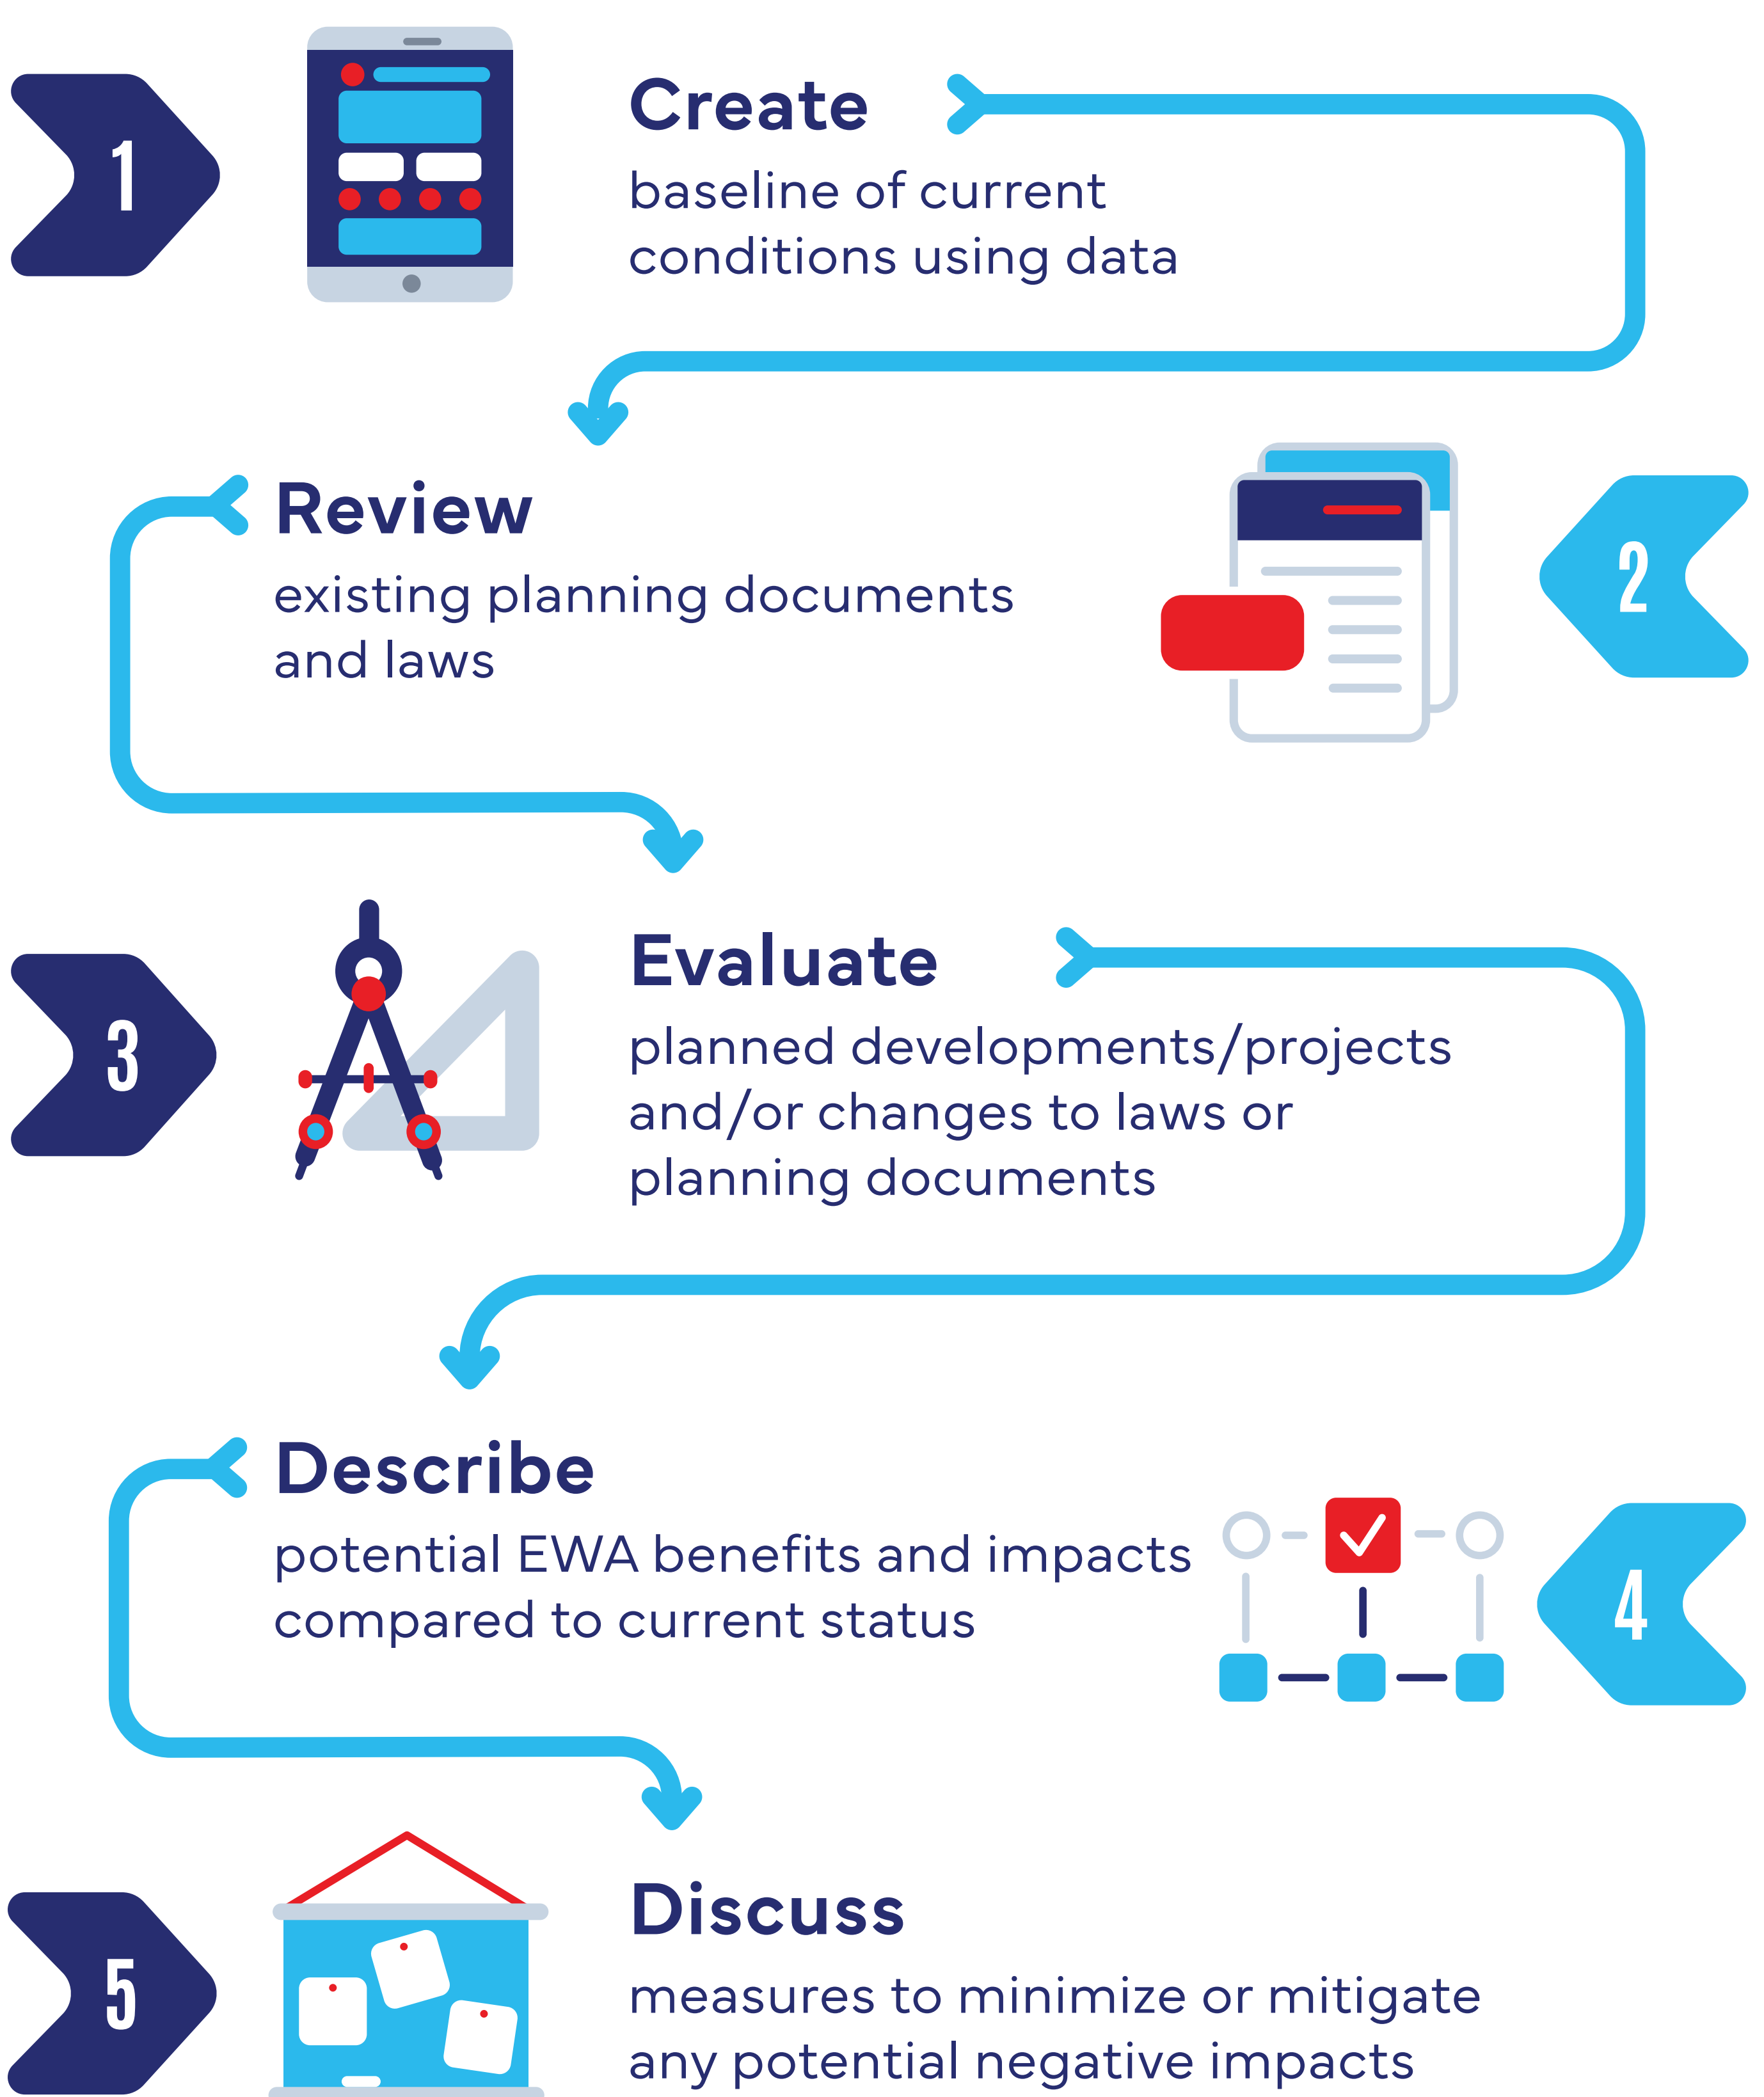 1
Create
baseline of current
conditions using data
Review
existing planning documents
and laws
2
3
Evaluate
planned developments/projects
and/or changes to laws or
planning documents
Describe
potential EWA benefits and impacts
compared to current status
4
5
Discuss
measures to minimize or mitigate
any potential negative impacts